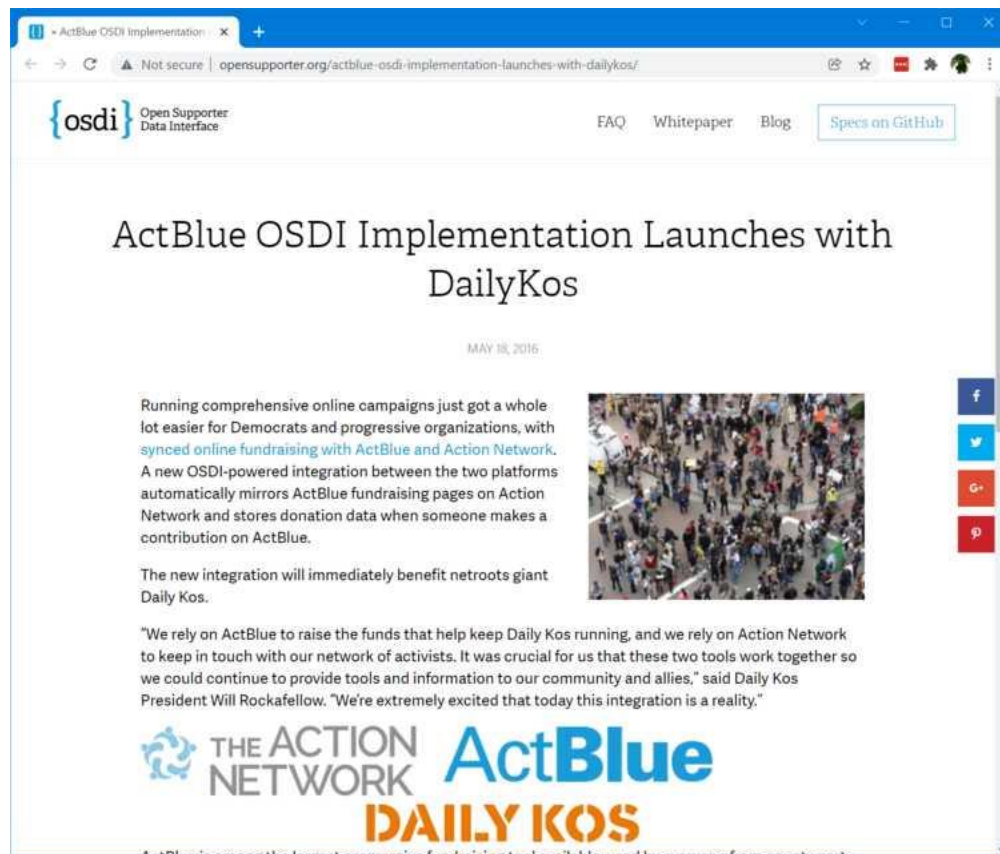 » ActBlue OSDI Implementation
Not secure | opensupporter.org/actblue-osdi-implementation-launches-with-dailykos/
{osdi} Open Supporter
Data Interface
FAQ Whitepaper Blog Specs on GitHub
ActBlue OSDI Implementation Launches with
DailyKos
MAY 18, 2016
Running comprehensive online campaigns just got a whole
lot easier for Democrats and progressive organizations, with
synced online fundraising with ActBlue and Action Network.
A new OSDI-powered integration between the two platforms
automatically mirrors ActBlue fundraising pages on Action
Network and stores donation data when someone makes a
contribution on ActBlue.
The new integration will immediately benefit netroots giant
Daily Kos.
"We rely on ActBlue to raise the funds that help keep Daily Kos running, and we rely on Action Network
to keep in touch with our network of activists. It was crucial for us that these two tools work together so
we could continue to provide tools and information to our community and allies," said Daily Kos
President Will Rockafellow. "We're extremely excited that today this integration is a reality."
THE ACTION
NETWORK
ActBlue
DAILY KOS